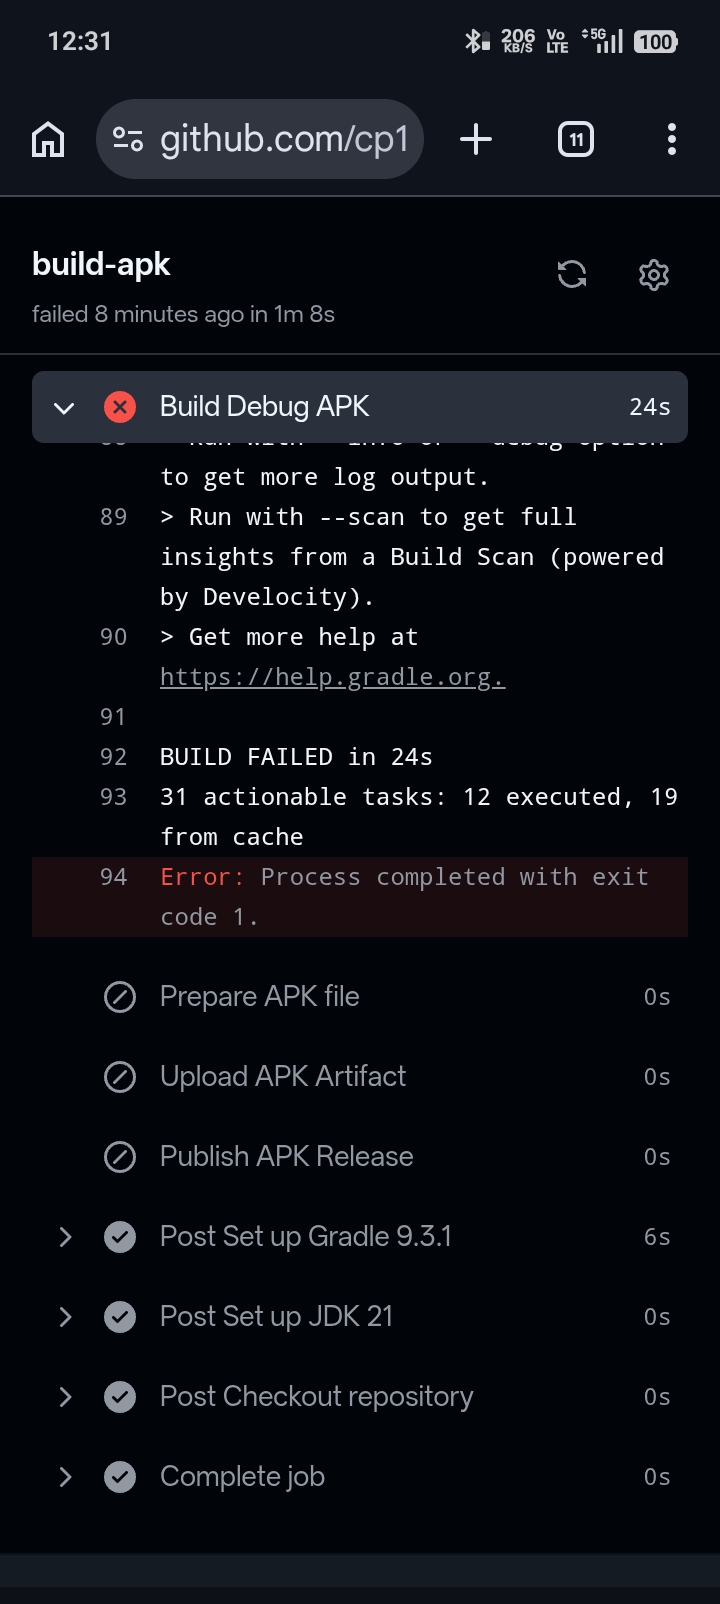 12:31
206 KB/S
Vo LTE
5G
100
github.com/cp1
11
build-apk
failed 8 minutes ago in 1m 8s
Build Debug APK 24s
to get more log output.
89 > Run with --scan to get full
insights from a Build Scan (powered
by Develocity).
90 > Get more help at
https://help.gradle.org.
91
92 BUILD FAILED in 24s
93 31 actionable tasks: 12 executed, 19
from cache
94 Error: Process completed with exit
code 1.
Prepare APK file 0s
Upload APK Artifact 0s
Publish APK Release 0s
Post Set up Gradle 9.3.1 6s
Post Set up JDK 21 0s
Post Checkout repository 0s
Complete job 0s